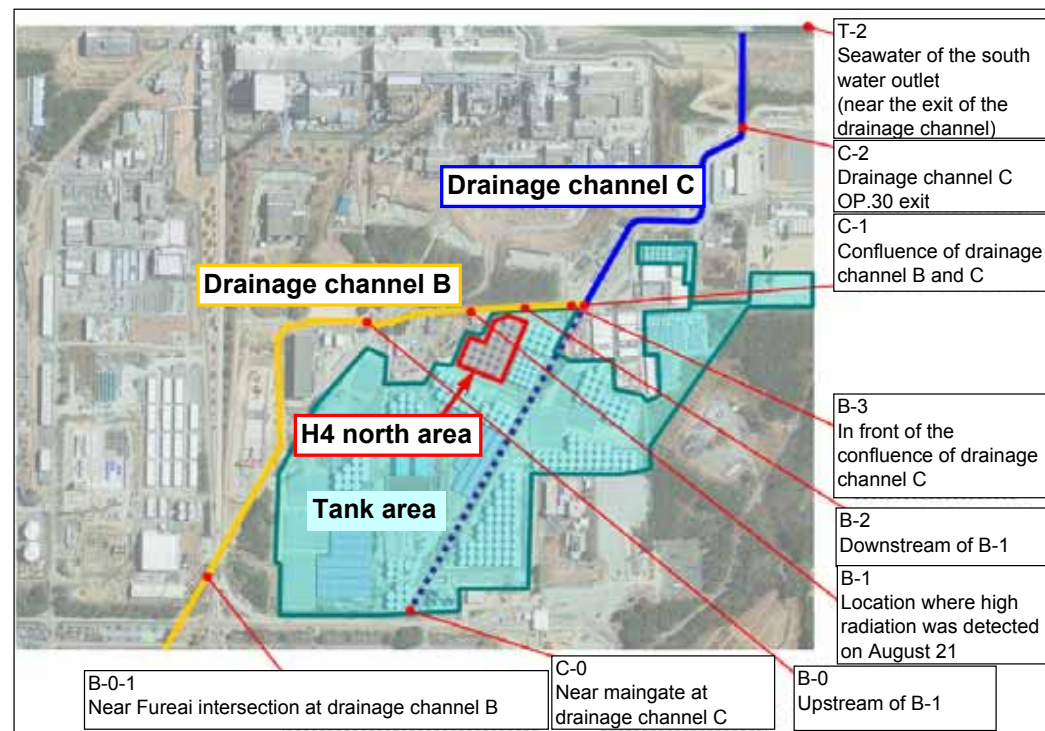 T-2
Seawater of the south
water outlet
(near the exit of the
drainage channel)
C-2
Drainage channel C
OP.30 exit
C-1
Confluence of drainage
channel B and C
Drainage channel C
Drainage channel B
H4 north area
Tank area
B-3
In front of the
confluence of drainage
channel C
B-2
Downstream of B-1
B-1
Location where high
radiation was detected
on August 21
B-0
Upstream of B-1
C-0
Near maingate at
drainage channel C
B-0-1
Near Fureai intersection at drainage channel B